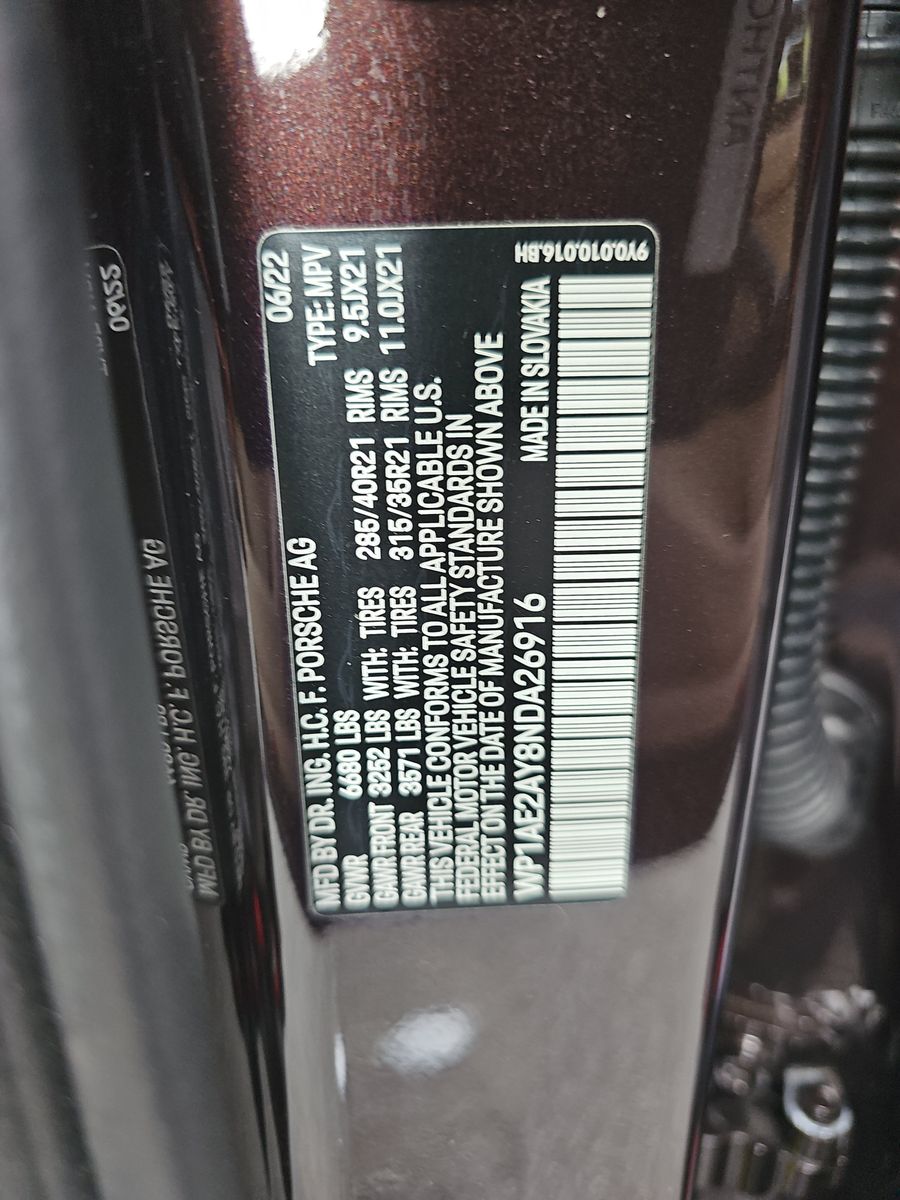 MFD BY DR. ING. H.C. F. PORSCHE AG 06/22
GVWR 6680 LBS TYPE: MPV
GAWR FRONT 3252 LBS WITH: TIRES 285/40R21 RIMS 9.5JX21
GAWR REAR 3571 LBS WITH: TIRES 315/35R21 RIMS 11.0JX21
THIS VEHICLE CONFORMS TO ALL APPLICABLE U.S.
FEDERAL MOTOR VEHICLE SAFETY STANDARDS IN
EFFECT ON THE DATE OF MANUFACTURE SHOWN ABOVE
WP1AE2AY8NDA26916 MADE IN SLOVAKIA
9Y0.010.016.BH
MFD BY DR. ING. H.C. F. PORSCHE AG 06/22